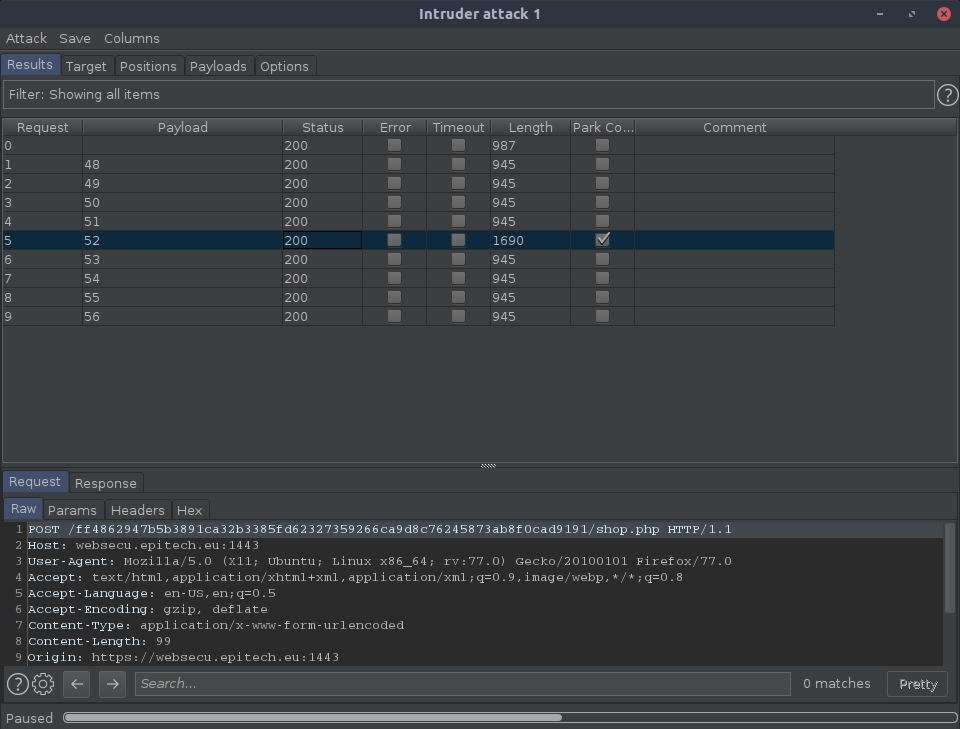 Intruder attack 1
Attack Save Columns
Results Target Positions Payloads Options
Filter: Showing all items ?
Request Payload Status Error Timeout Length Park Co... Comment
0 200 987
1 48 200 945
2 49 200 945
3 50 200 945
4 51 200 945
5 52 200 1690
6 53 200 945
7 54 200 945
8 55 200 945
9 56 200 945
Request Response
Raw Params Headers Hex
1 POST /ff4862947b5b3891ca32b3385fd62327359266ca9d8c76245873ab8f0cad9191/shop.php HTTP/1.1
2 Host: websecu.epitech.eu:1443
3 User-Agent: Mozilla/5.0 (X11; Ubuntu; Linux x86_64; rv:77.0) Gecko/20100101 Firefox/77.0
4 Accept: text/html,application/xhtml+xml,application/xml;q=0.9,image/webp,*/*;q=0.8
5 Accept-Language: en-US,en;q=0.5
6 Accept-Encoding: gzip, deflate
7 Content-Type: application/x-www-form-urlencoded
8 Content-Length: 99
9 Origin: https://websecu.epitech.eu:1443
? Search... 0 matches Pretty
Paused